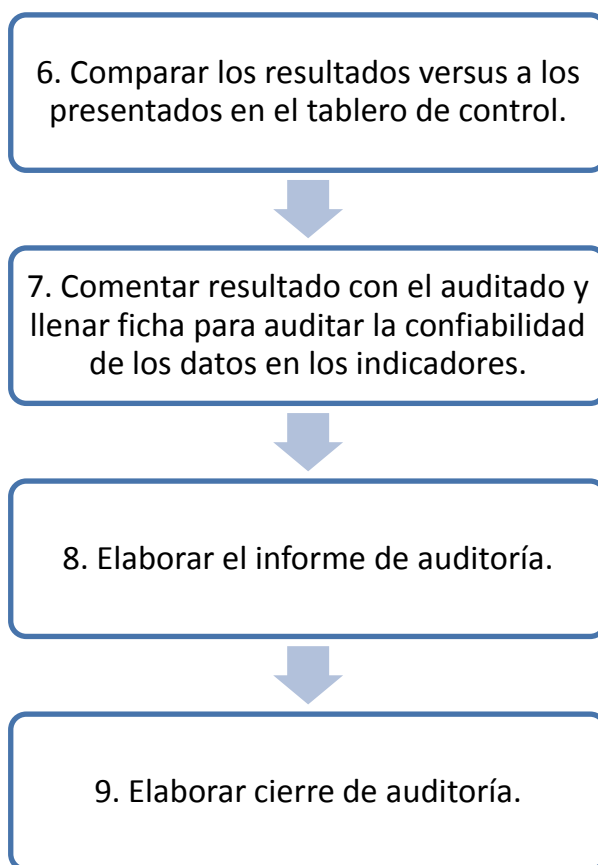 6. Comparar los resultados versus a los
presentados en el tablero de control.
7. Comentar resultado con el auditado y
llenar ficha para auditar la confiabilidad
de los datos en los indicadores.
8. Elaborar el informe de auditoría.
9. Elaborar cierre de auditoría.